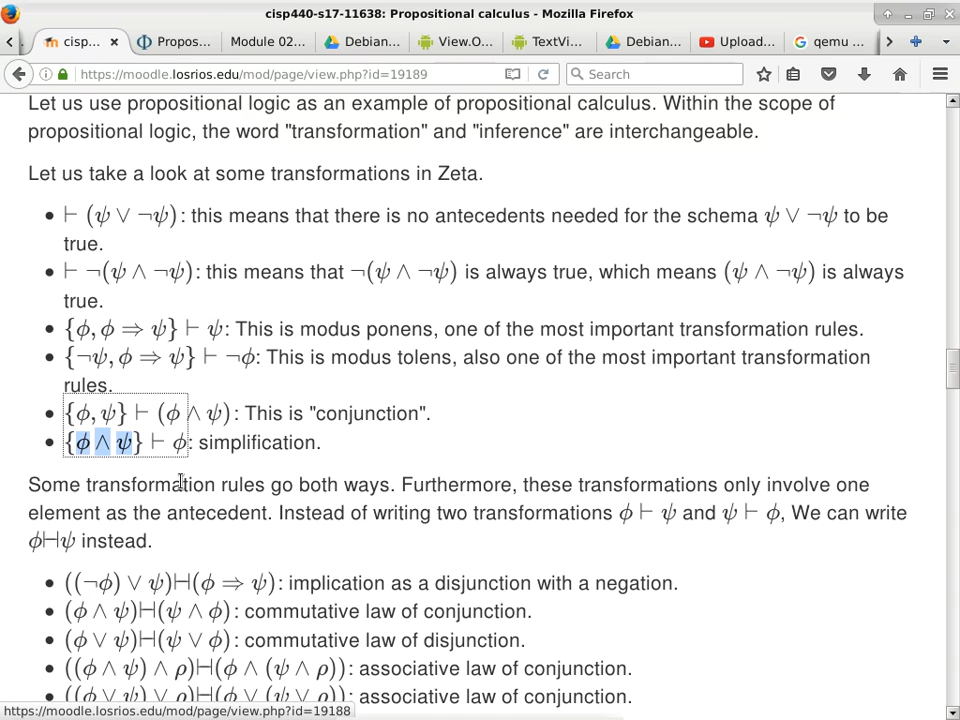 cisp440-s17-11638: Propositional calculus - Mozilla Firefox
cisp... Propos... Module 02... Debian... View.O... TextVi... Debian... Upload... qemu ...
https://moodle.losrios.edu/mod/page/view.php?id=19189 Search
Let us use propositional logic as an example of propositional calculus. Within the scope of
propositional logic, the word "transformation" and "inference" are interchangeable.
Let us take a look at some transformations in Zeta.
• ⊢ (ψ ∨ ¬ψ): this means that there is no antecedents needed for the schema ψ ∨ ¬ψ to be
true.
• ⊢ ¬(ψ ∧ ¬ψ): this means that ¬(ψ ∧ ¬ψ) is always true, which means (ψ ∧ ¬ψ) is always
true.
• {ϕ, ϕ ⇒ ψ} ⊢ ψ: This is modus ponens, one of the most important transformation rules.
• {¬ψ, ϕ ⇒ ψ} ⊢ ¬ϕ: This is modus tolens, also one of the most important transformation
rules.
• {ϕ, ψ} ⊢ (ϕ ∧ ψ): This is "conjunction".
• {ϕ ∧ ψ} ⊢ ϕ: simplification.
Some transformation rules go both ways. Furthermore, these transformations only involve one
element as the antecedent. Instead of writing two transformations ϕ ⊢ ψ and ψ ⊢ ϕ, We can write
ϕ⊢⊣ψ instead.
• ((¬ϕ) ∨ ψ)⊢⊣(ϕ ⇒ ψ): implication as a disjunction with a negation.
• (ϕ ∧ ψ)⊢⊣(ψ ∧ ϕ): commutative law of conjunction.
• (ϕ ∨ ψ)⊢⊣(ψ ∨ ϕ): commutative law of disjunction.
• ((ϕ ∧ ψ) ∧ ρ)⊢⊣(ϕ ∧ (ψ ∧ ρ)): associative law of conjunction.
• ((ϕ ∨ ψ) ∨ ρ)⊢⊣(ϕ ∨ (ψ ∨ ρ)): associative law of conjunction.
https://moodle.losrios.edu/mod/page/view.php?id=19188